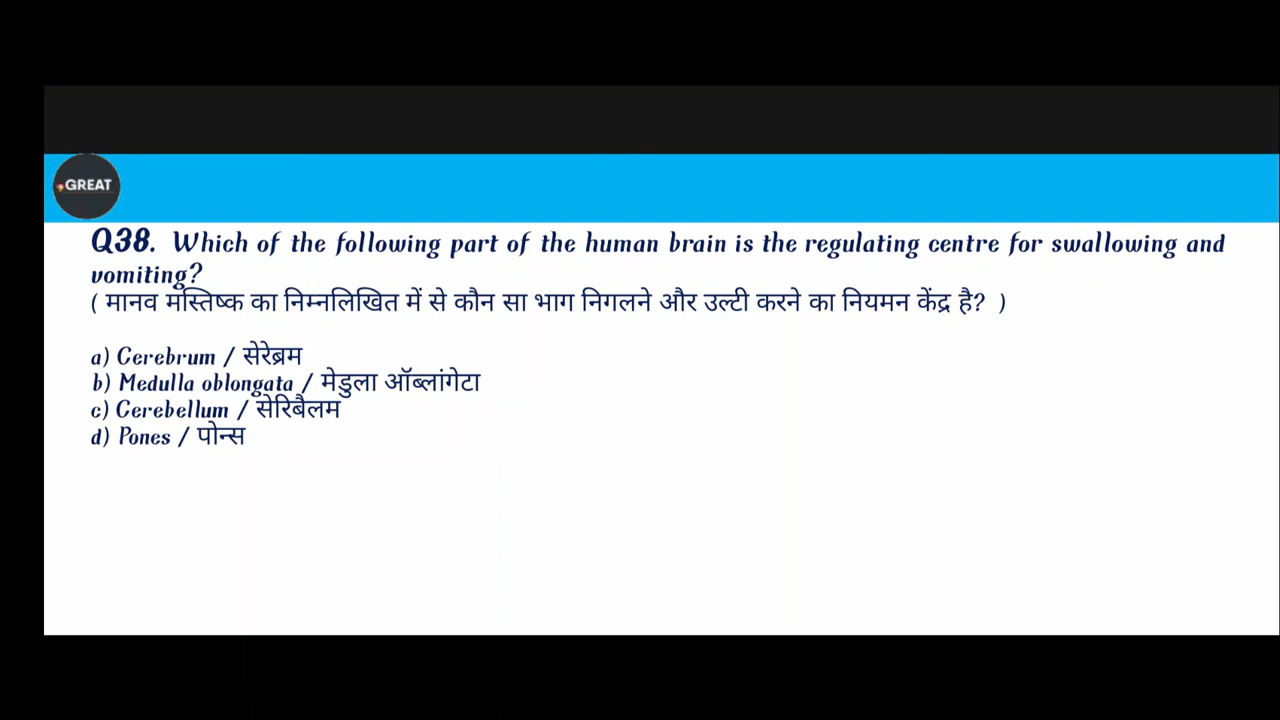 GREAT
Q38. Which of the following part of the human brain is the regulating centre for swallowing and
vomiting?
( मानव मस्तिष्क का निम्नलिखित में से कौन सा भाग निगलने और उल्टी करने का नियमन केंद्र है? )
a) Cerebrum / सेरेब्रम
b) Medulla oblongata / मेडुला ऑब्लांगेटा
c) Cerebellum / सेरिबैलम
d) Pones / पोन्स